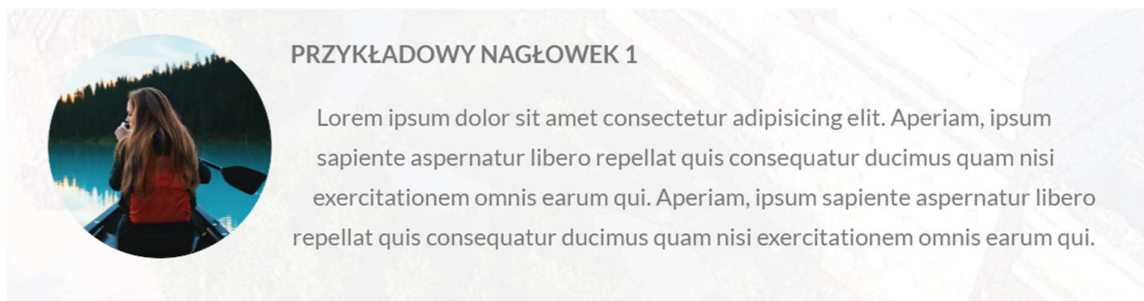 PRZYKŁADOWY NAGŁOWEK 1
Lorem ipsum dolor sit amet consectetur adipisicing elit. Aperiam, ipsum
sapiente aspernatur libero repellat quis consequatur ducimus quam nisi
exercitationem omnis earum qui. Aperiam, ipsum sapiente aspernatur libero
repellat quis consequatur ducimus quam nisi exercitationem omnis earum qui.